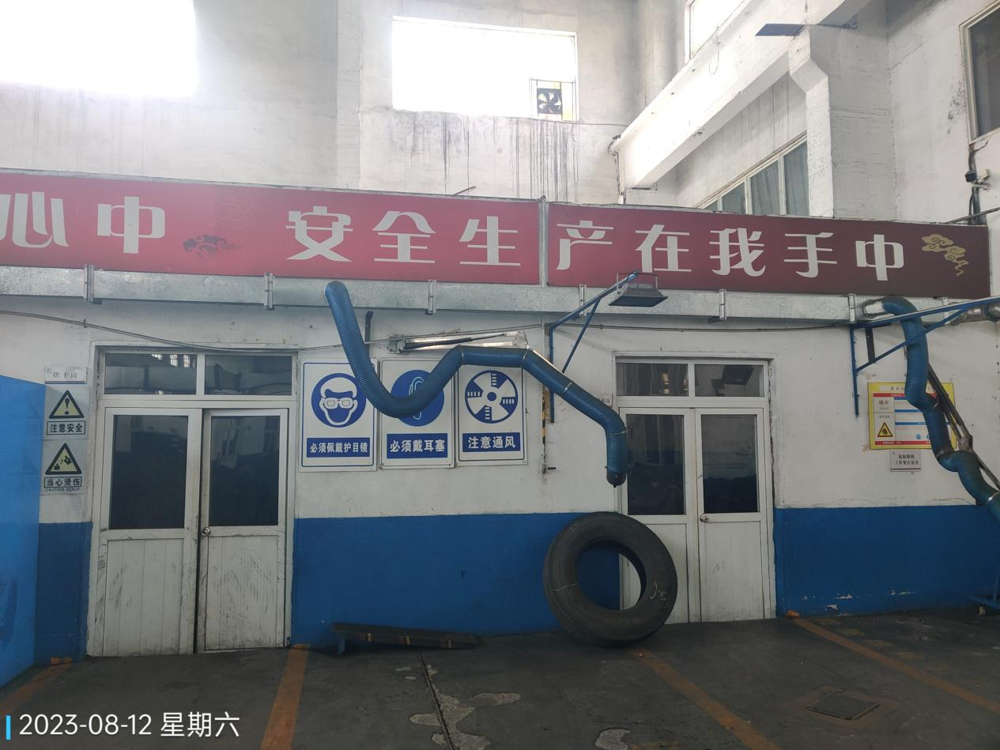 心中 安全生产在我手中
注意安全
当心烫伤
CAUTION SCALD
必须佩戴护目镜
必须戴耳塞
注意通风
噪声
2023-08-12 星期六